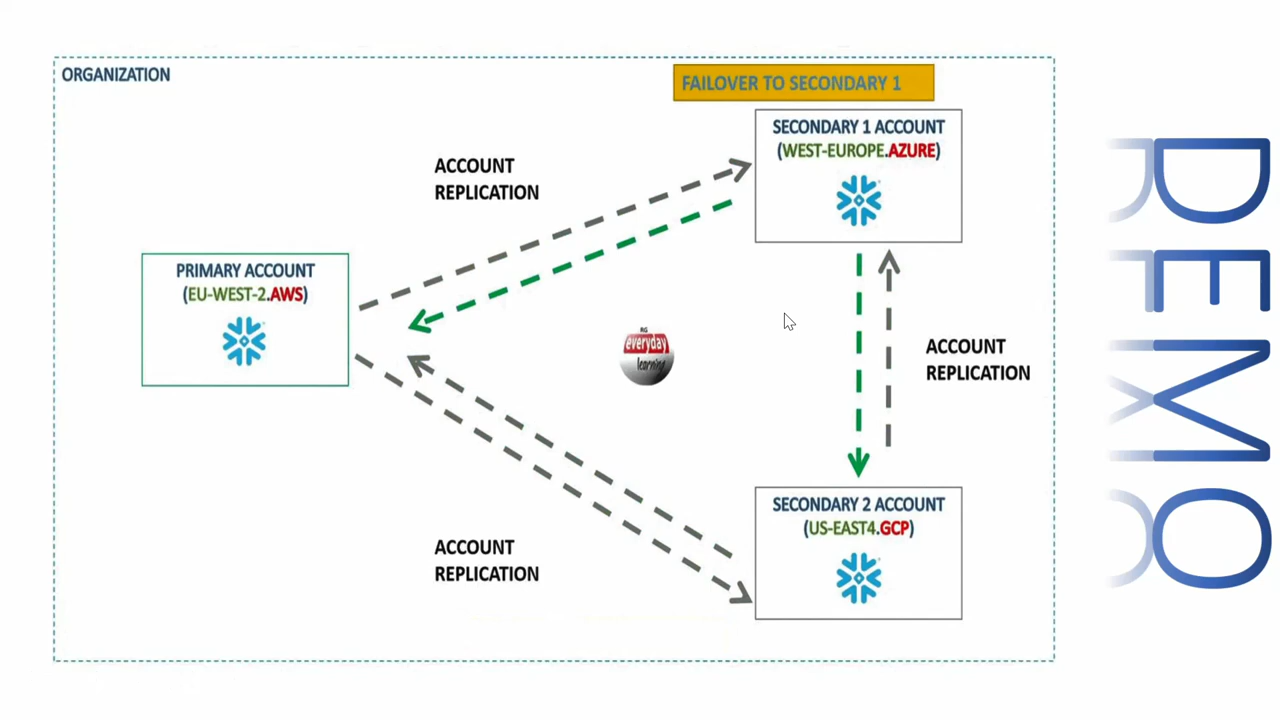 ORGANIZATION
FAILOVER TO SECONDARY 1
SECONDARY 1 ACCOUNT
(WEST-EUROPE.AZURE)
ACCOUNT
REPLICATION
PRIMARY ACCOUNT
(EU-WEST-2.AWS)
RG
everyday
learning
ACCOUNT
REPLICATION
SECONDARY 2 ACCOUNT
(US-EAST4.GCP)
ACCOUNT
REPLICATION
DEMO